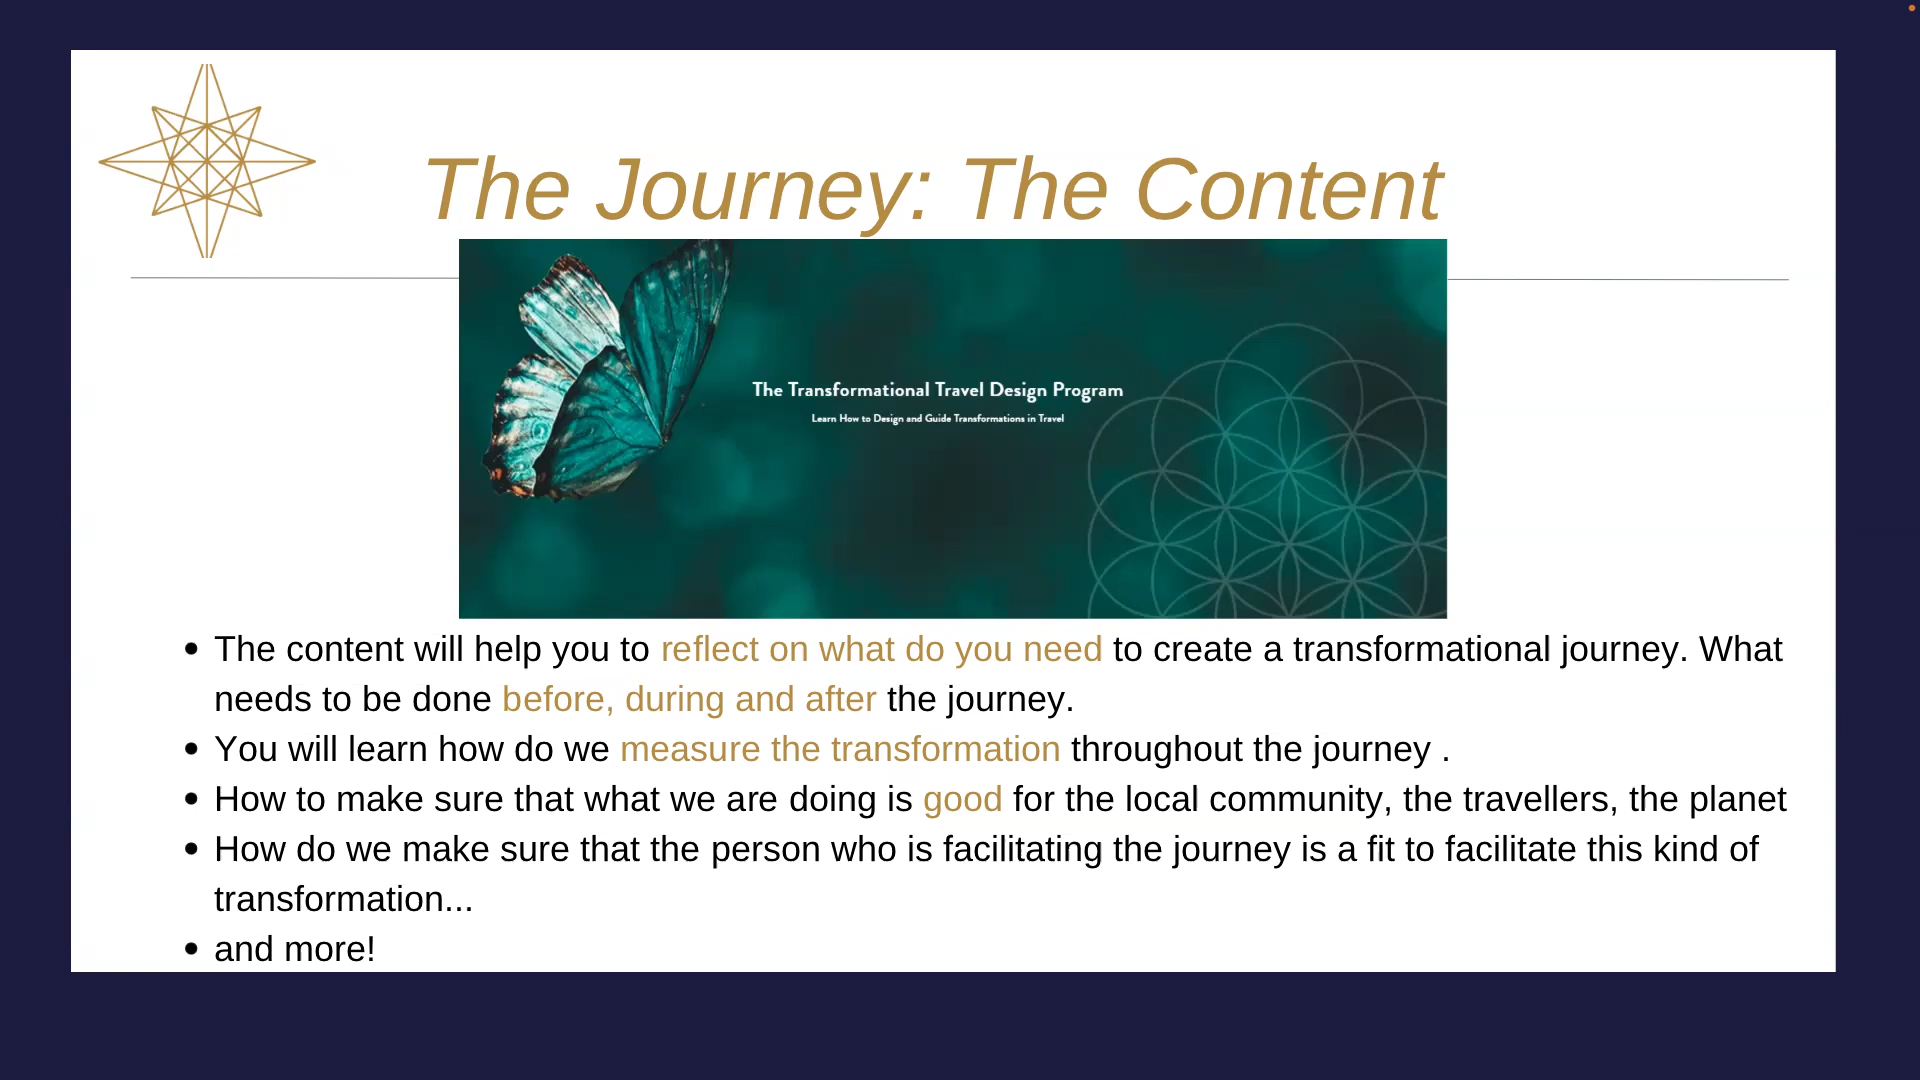 The Journey: The Content
The Transformational Travel Design Program
Learn How to Design and Guide Transformations in Travel
• The content will help you to reflect on what do you need to create a transformational journey. What
needs to be done before, during and after the journey.
• You will learn how do we measure the transformation throughout the journey .
• How to make sure that what we are doing is good for the local community, the travellers, the planet
• How do we make sure that the person who is facilitating the journey is a fit to facilitate this kind of
transformation...
• and more!